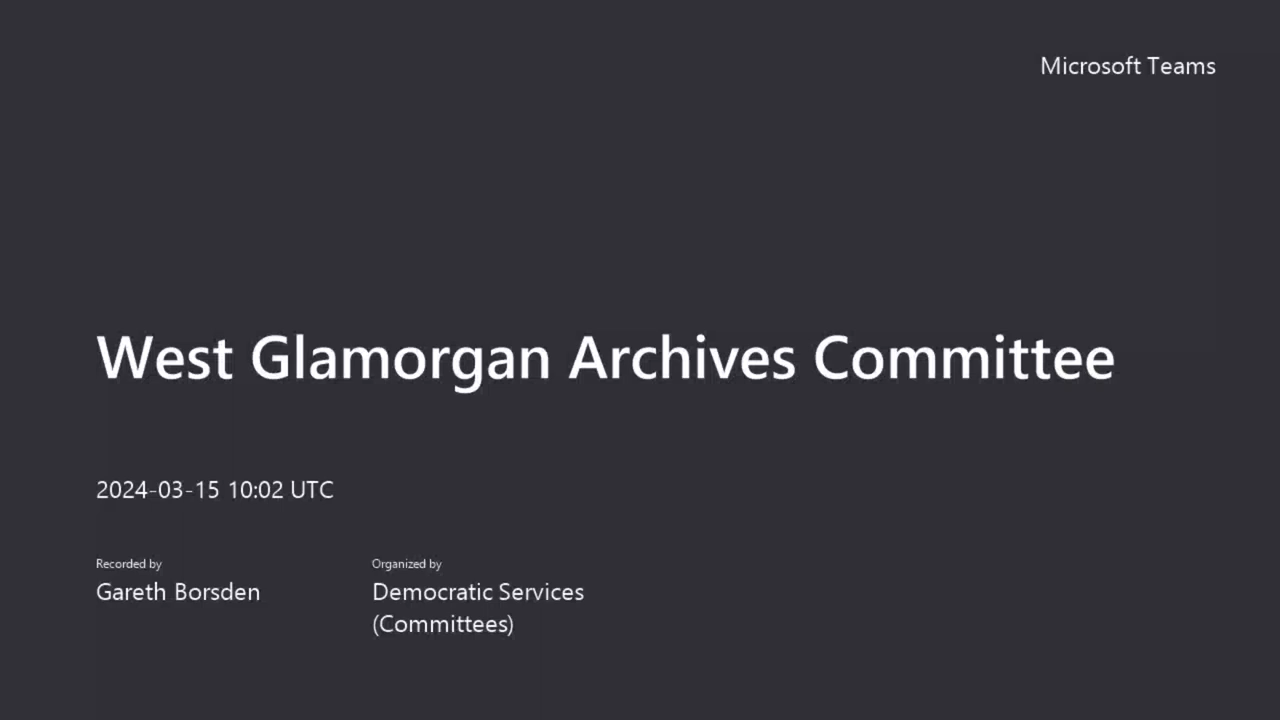 Microsoft Teams
West Glamorgan Archives Committee
2024-03-15 10:02 UTC
Recorded by
Gareth Borsden
Organized by
Democratic Services
(Committees)